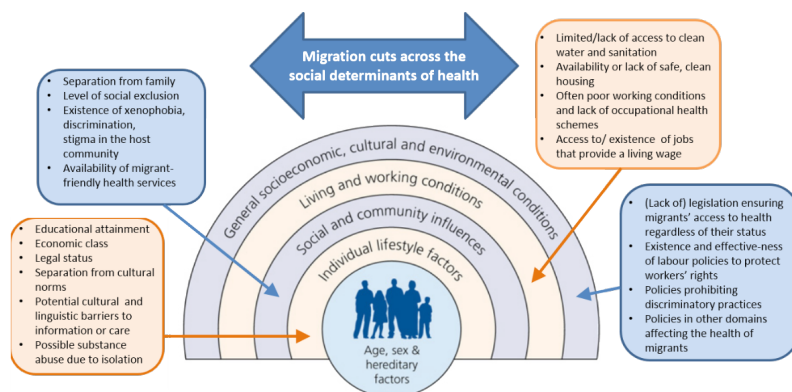 Migration cuts across the
social determinants of health
• Separation from family
• Level of social exclusion
• Existence of xenophobia,
discrimination,
stigma in the host
community
• Availability of migrant-
friendly health services
• Limited/lack of access to clean
water and sanitation
• Availability or lack of safe, clean
housing
• Often poor working conditions
and lack of occupational health
schemes
• Access to/ existence of jobs
that provide a living wage
• Educational attainment
• Economic class
• Legal status
• Separation from cultural
norms
• Potential cultural and
linguistic barriers to
information or care
• Possible substance
abuse due to isolation
General socioeconomic, cultural and environmental conditions
Living and working conditions
Social and community influences
Individual lifestyle factors
Age, sex &
hereditary
factors
• (Lack of) legislation ensuring
migrants' access to health
regardless of their status
• Existence and effective-ness
of labour policies to protect
workers' rights
• Policies prohibiting
discriminatory practices
• Policies in other domains
affecting the health of
migrants